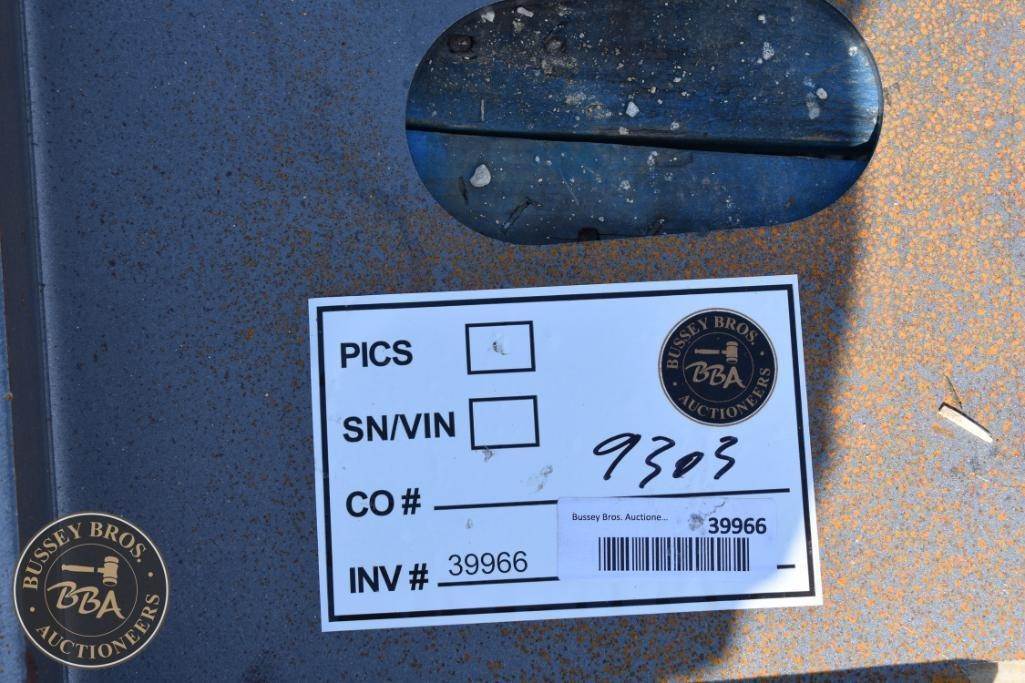 PICS
BUSSEY BROS.
BBA
AUCTIONEERS
SN/VIN
9303
CO #
Bussey Bros. Auctione...
39966
INV # 39966
BUSSEY BROS.
BBA
AUCTIONEERS